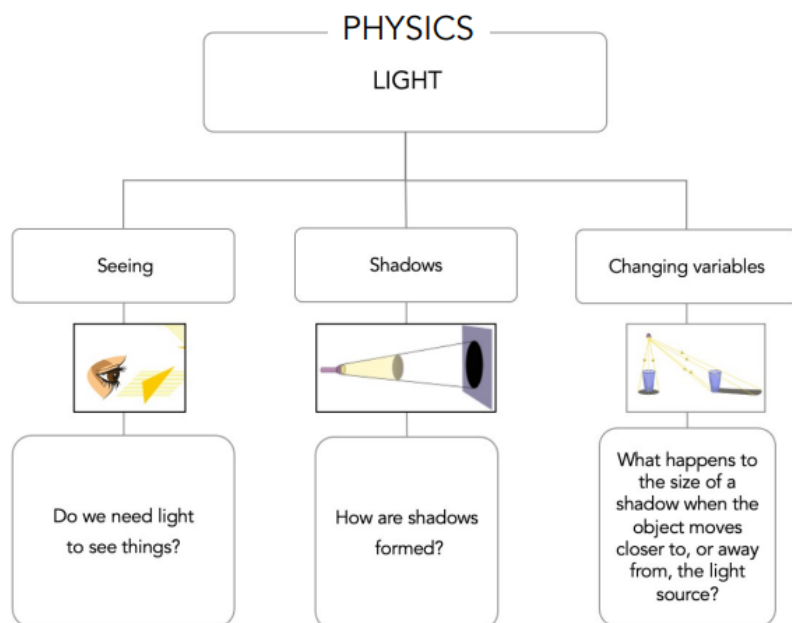 PHYSICS
LIGHT
Seeing
Shadows
Changing variables
Do we need light
to see things?
How are shadows
formed?
What happens to
the size of a
shadow when the
object moves
closer to, or away
from, the light
source?